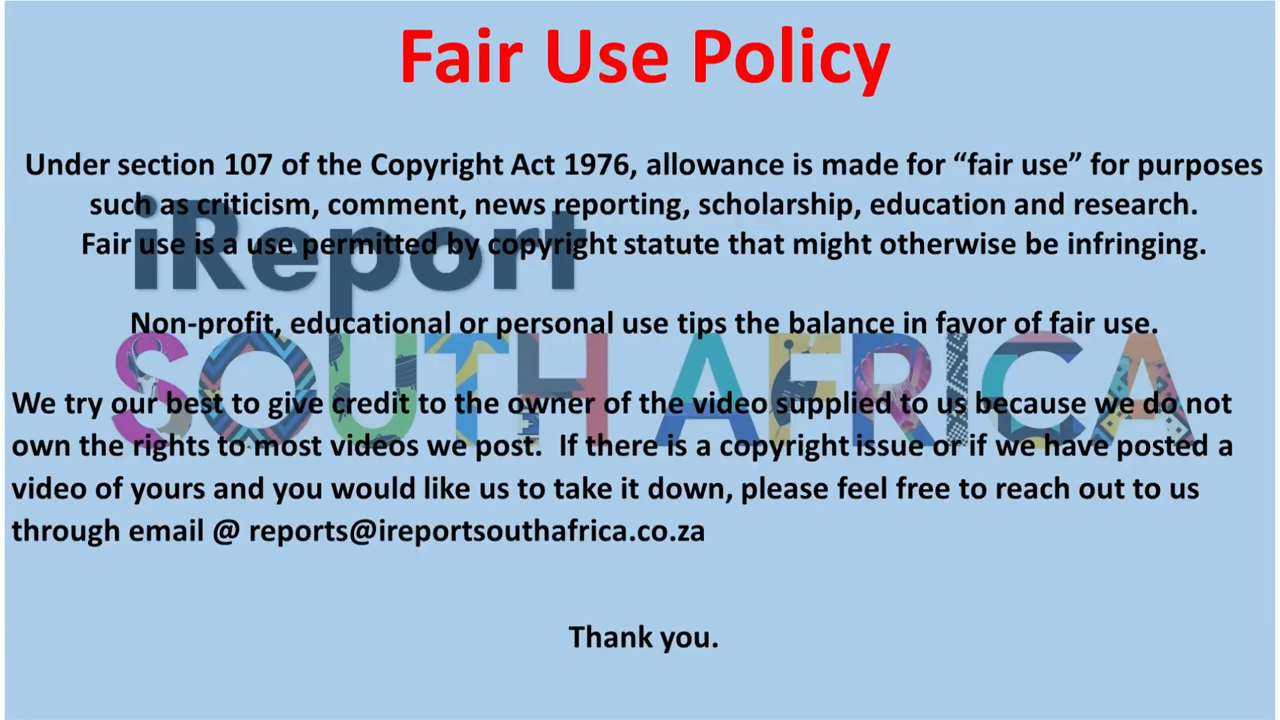 Fair Use Policy
Under section 107 of the Copyright Act 1976, allowance is made for “fair use” for purposes
such as criticism, comment, news reporting, scholarship, education and research.
iReport
Fair use is a use permitted by copyright statute that might otherwise be infringing.
Non-profit, educational or personal use tips the balance in favor of fair use.
SOUTH AFRICA
We try our best to give credit to the owner of the video supplied to us because we do not
own the rights to most videos we post. If there is a copyright issue or if we have posted a
video of yours and you would like us to take it down, please feel free to reach out to us
through email @ reports@ireportsouthafrica.co.za
Thank you.